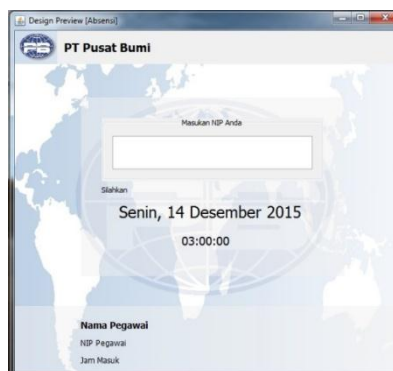 Design Preview [Absensi]
PT Pusat Bumi
Masukan NIP Anda
Silahkan
Senin, 14 Desember 2015
03:00:00
Nama Pegawai
NIP Pegawai
Jam Masuk